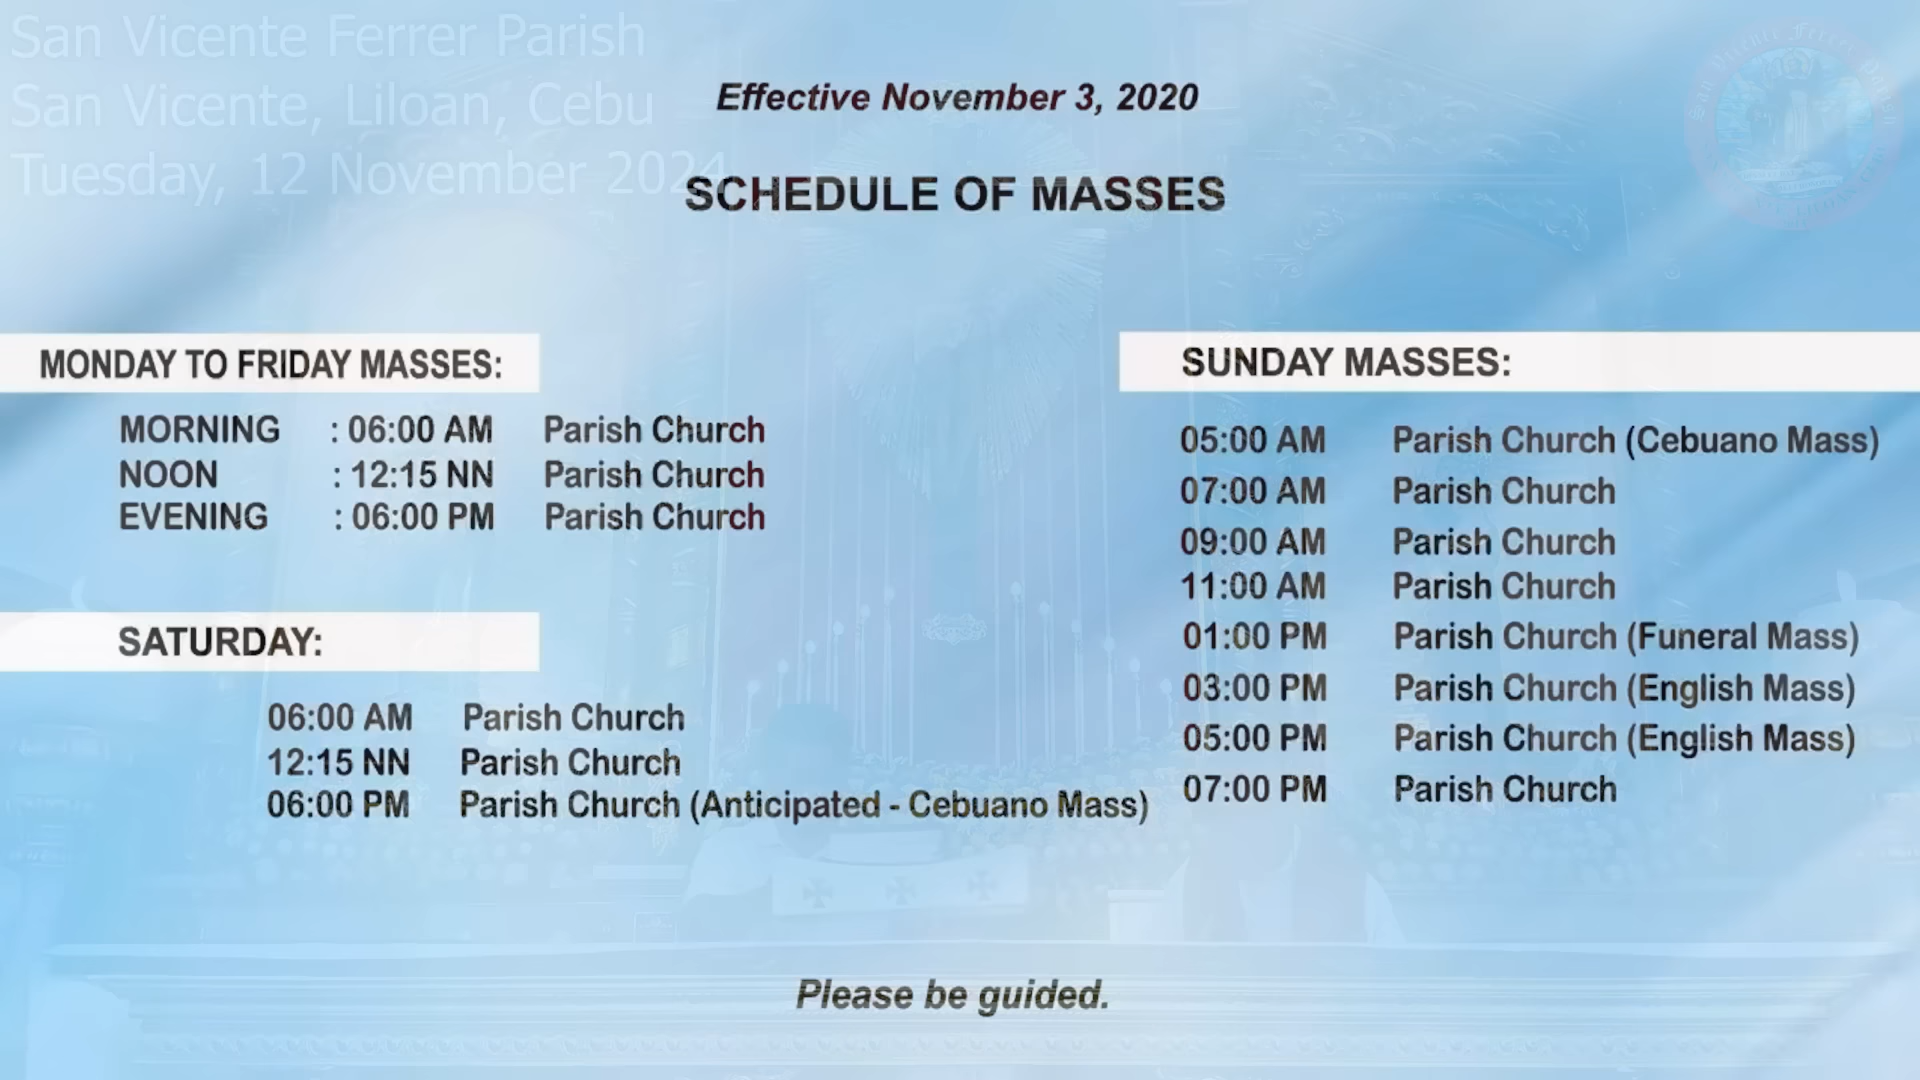 San Vicente Ferrer Parish
San Vicente, Liloan, Cebu
Tuesday, 12 November 2024
Effective November 3, 2020
SCHEDULE OF MASSES
MONDAY TO FRIDAY MASSES:
MORNING : 06:00 AM Parish Church
NOON : 12:15 NN Parish Church
EVENING : 06:00 PM Parish Church
SATURDAY:
06:00 AM Parish Church
12:15 NN Parish Church
06:00 PM Parish Church (Anticipated - Cebuano Mass)
SUNDAY MASSES:
05:00 AM Parish Church (Cebuano Mass)
07:00 AM Parish Church
09:00 AM Parish Church
11:00 AM Parish Church
01:00 PM Parish Church (Funeral Mass)
03:00 PM Parish Church (English Mass)
05:00 PM Parish Church (English Mass)
07:00 PM Parish Church
Please be guided.
San Vicente Ferrer Parish